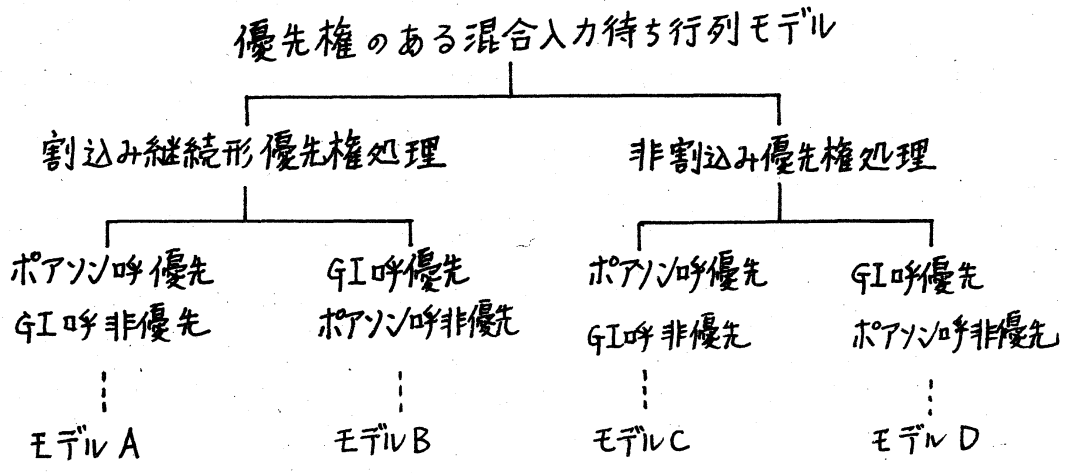 優先権のある混合入力待ち行列モデル
割込み継続形優先権処理
非割込み優先権処理
ポアソン呼優先
GI呼非優先
GI呼優先
ポアソン呼非優先
ポアソン呼優先
GI呼非優先
GI呼優先
ポアソン呼非優先
モデルA
モデルB
モデルC
モデルD